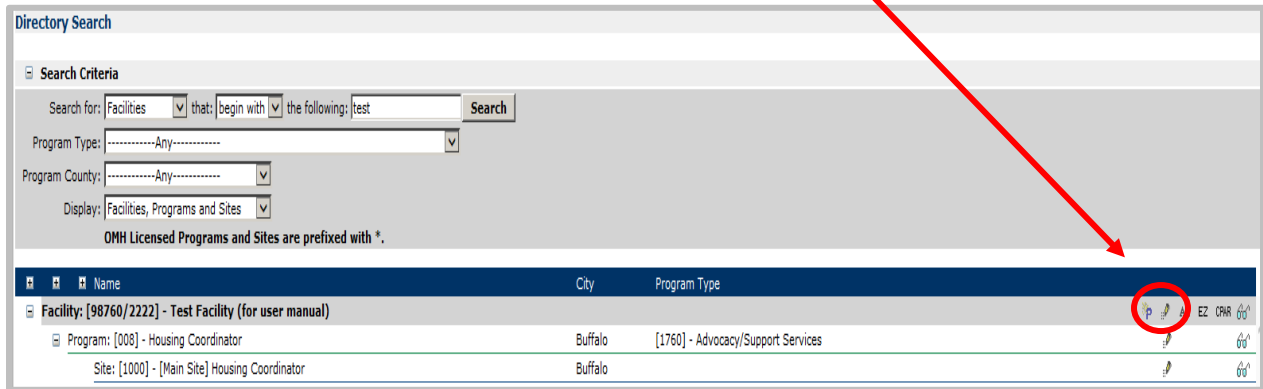 Directory Search
Search Criteria
Search for: Facilities that: begin with the following: test Search
Program Type: ------------Any------------
Program County: ------------Any------------
Display: Facilities, Programs and Sites
OMH Licensed Programs and Sites are prefixed with *.
Name City Program Type
Facility: [98760/2222] - Test Facility (for user manual) P A EZ CPAR
Program: [008] - Housing Coordinator Buffalo [1760] - Advocacy/Support Services
Site: [1000] - [Main Site] Housing Coordinator Buffalo